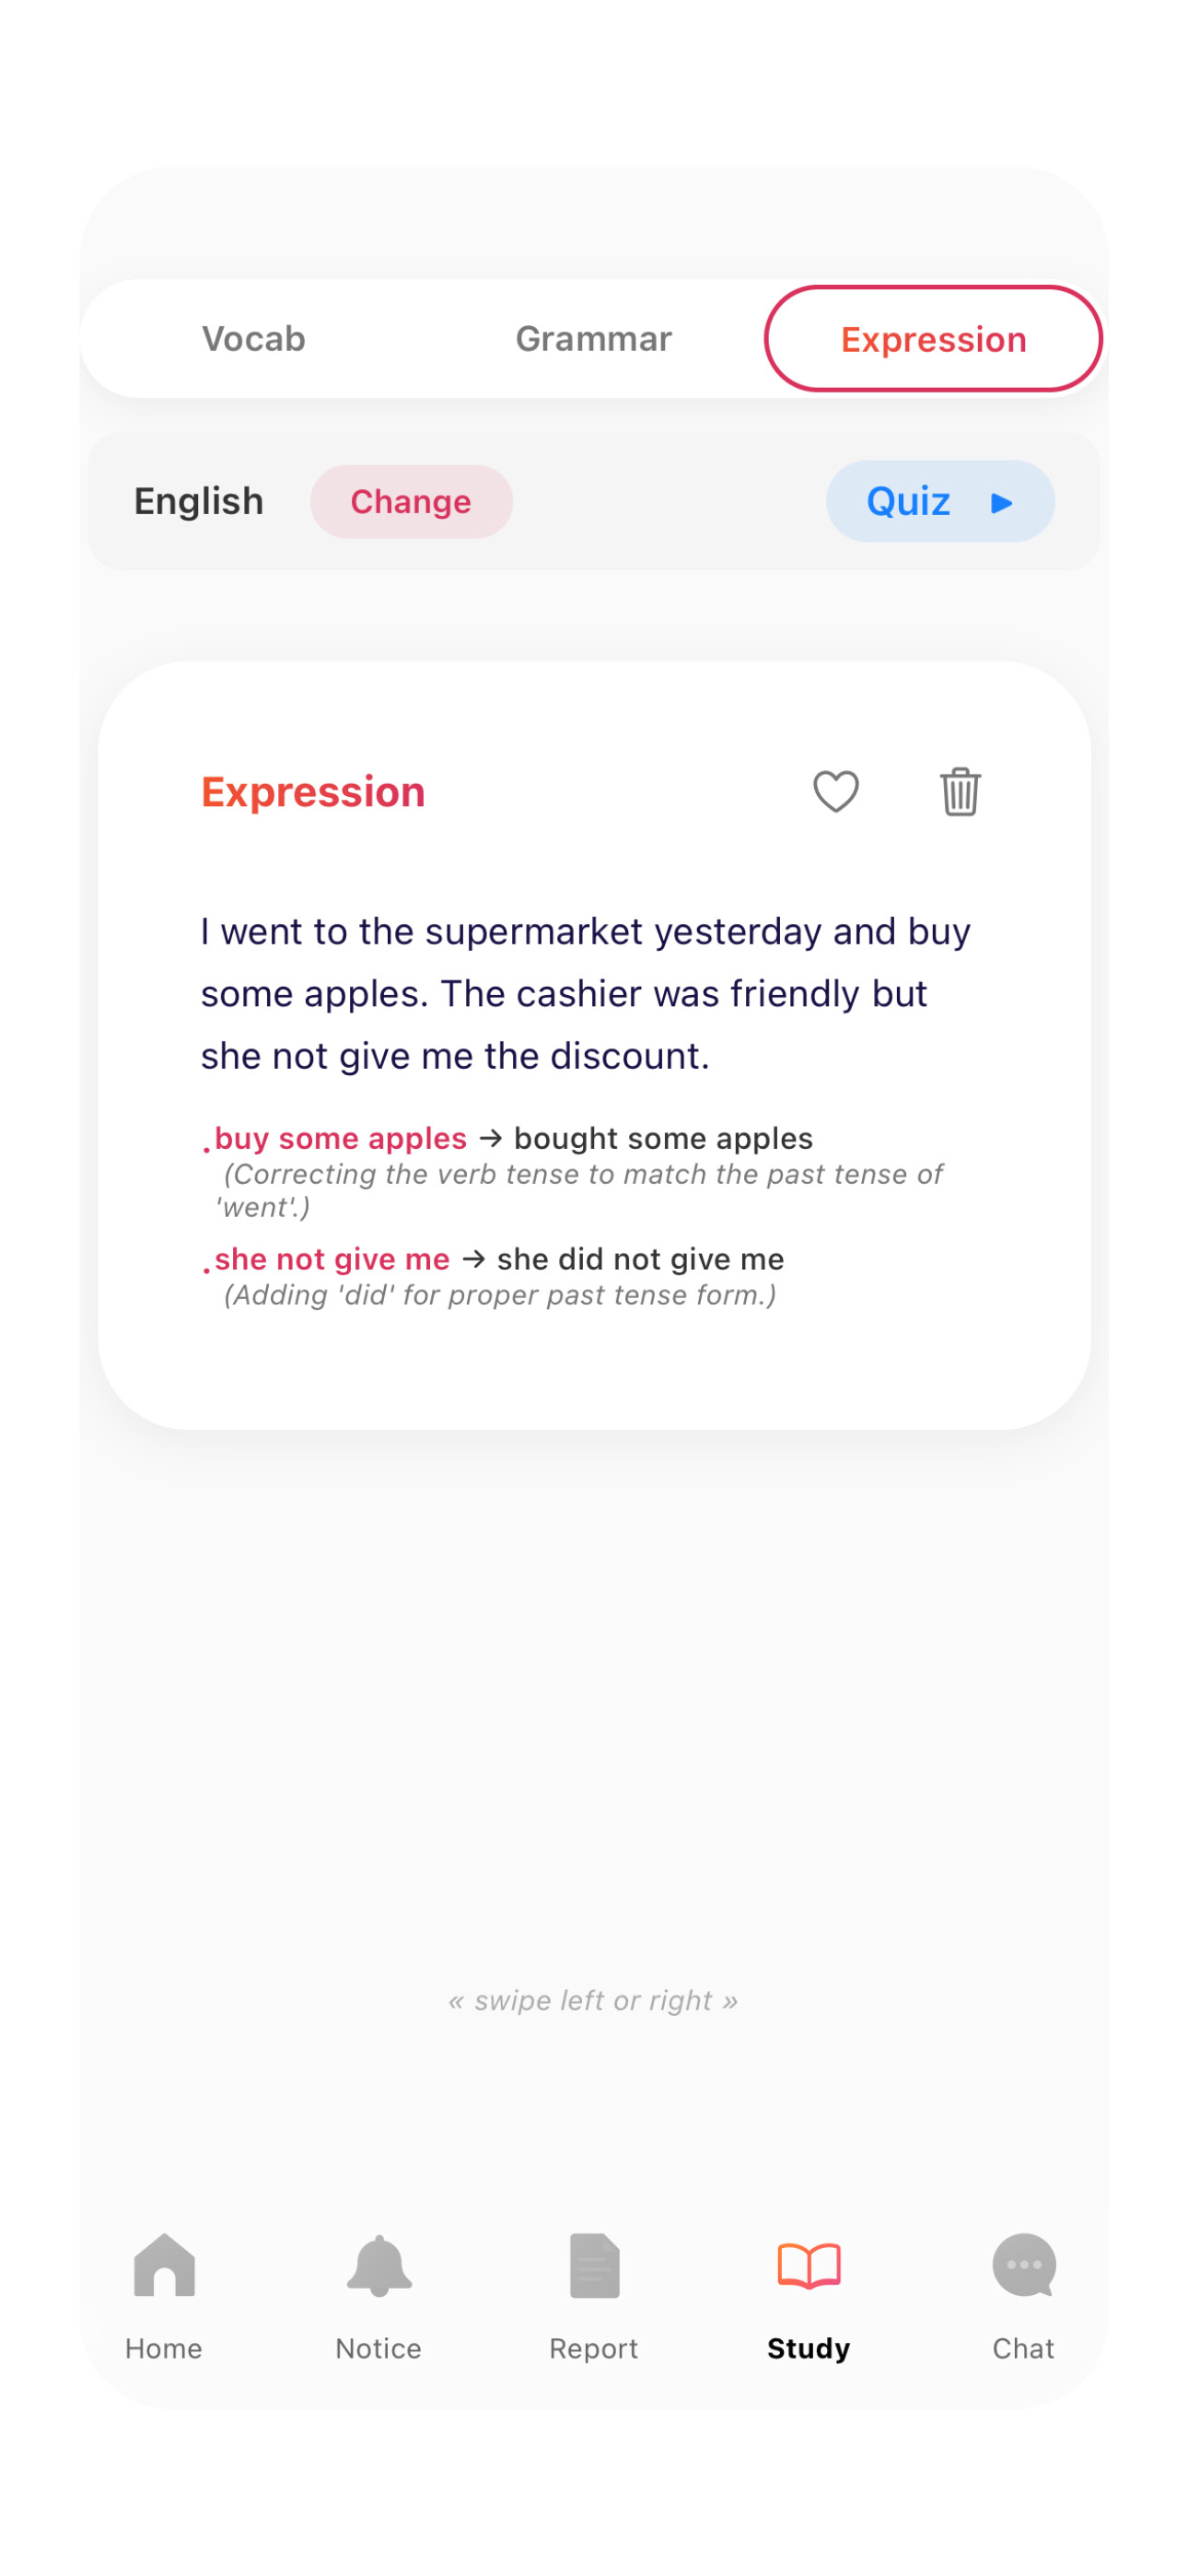 Vocab Grammar Expression
English Change Quiz ▶
Expression
I went to the supermarket yesterday and buy
some apples. The cashier was friendly but
she not give me the discount.
. buy some apples → bought some apples
(Correcting the verb tense to match the past tense of
'went'.)
. she not give me → she did not give me
(Adding 'did' for proper past tense form.)
« swipe left or right »
Home Notice Report Study Chat